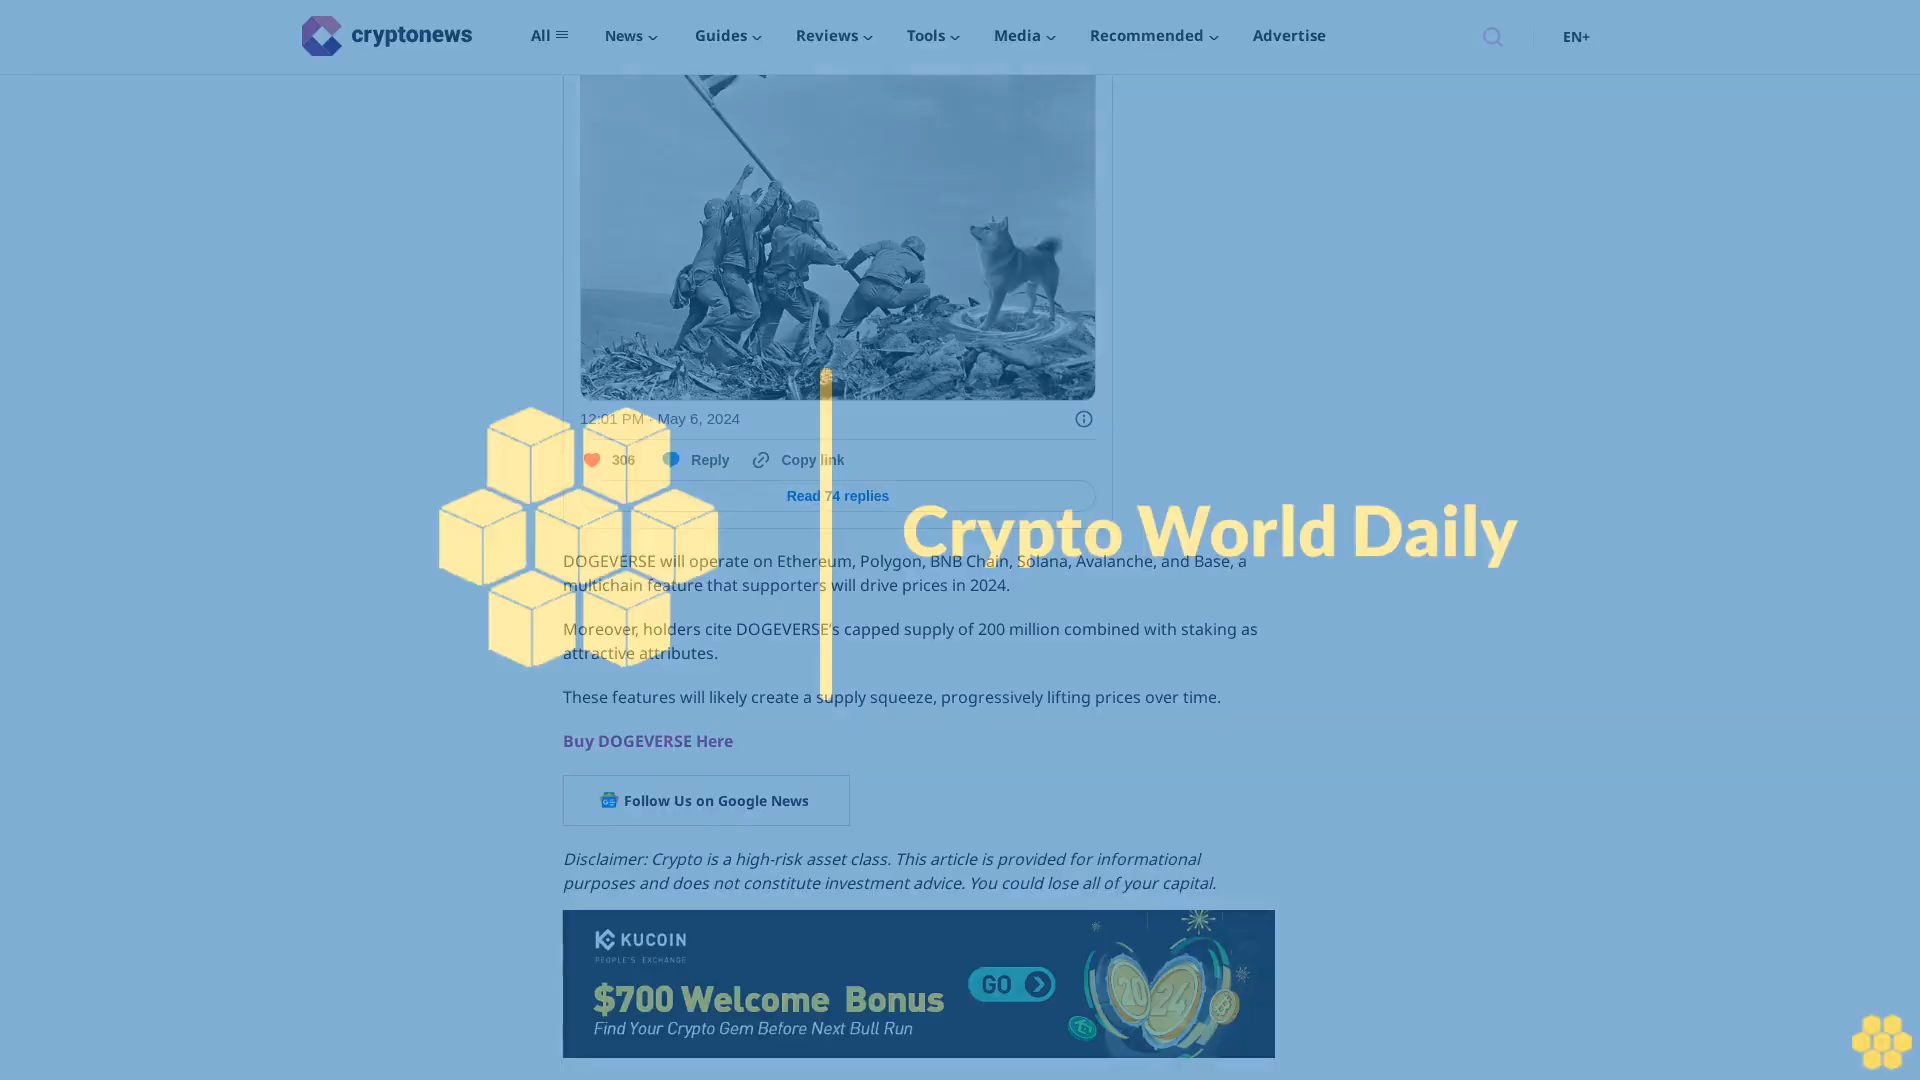 cryptonews
All
News
Guides
Reviews
Tools
Media
Recommended
Advertise
EN+
12:01 PM · May 6, 2024
306
Reply
Copy link
Read 74 replies
Crypto World Daily
DOGEVERSE will operate on Ethereum, Polygon, BNB Chain, Solana, Avalanche, and Base, a
multichain feature that supporters will drive prices in 2024.
Moreover, holders cite DOGEVERSE's capped supply of 200 million combined with staking as
attractive attributes.
These features will likely create a supply squeeze, progressively lifting prices over time.
Buy DOGEVERSE Here
Follow Us on Google News
Disclaimer: Crypto is a high-risk asset class. This article is provided for informational
purposes and does not constitute investment advice. You could lose all of your capital.
KUCOIN
PEOPLE'S EXCHANGE
$700 Welcome Bonus
Find Your Crypto Gem Before Next Bull Run
GO
20
24